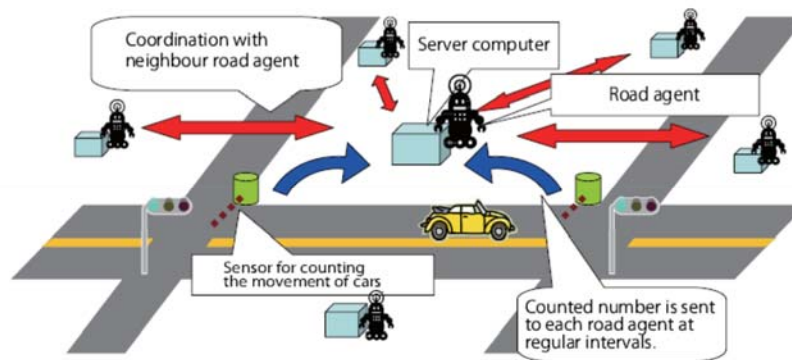 Coordination with
neighbour road agent
Server computer
Road agent
Sensor for counting
the movement of cars
Counted number is sent
to each road agent at
regular intervals.